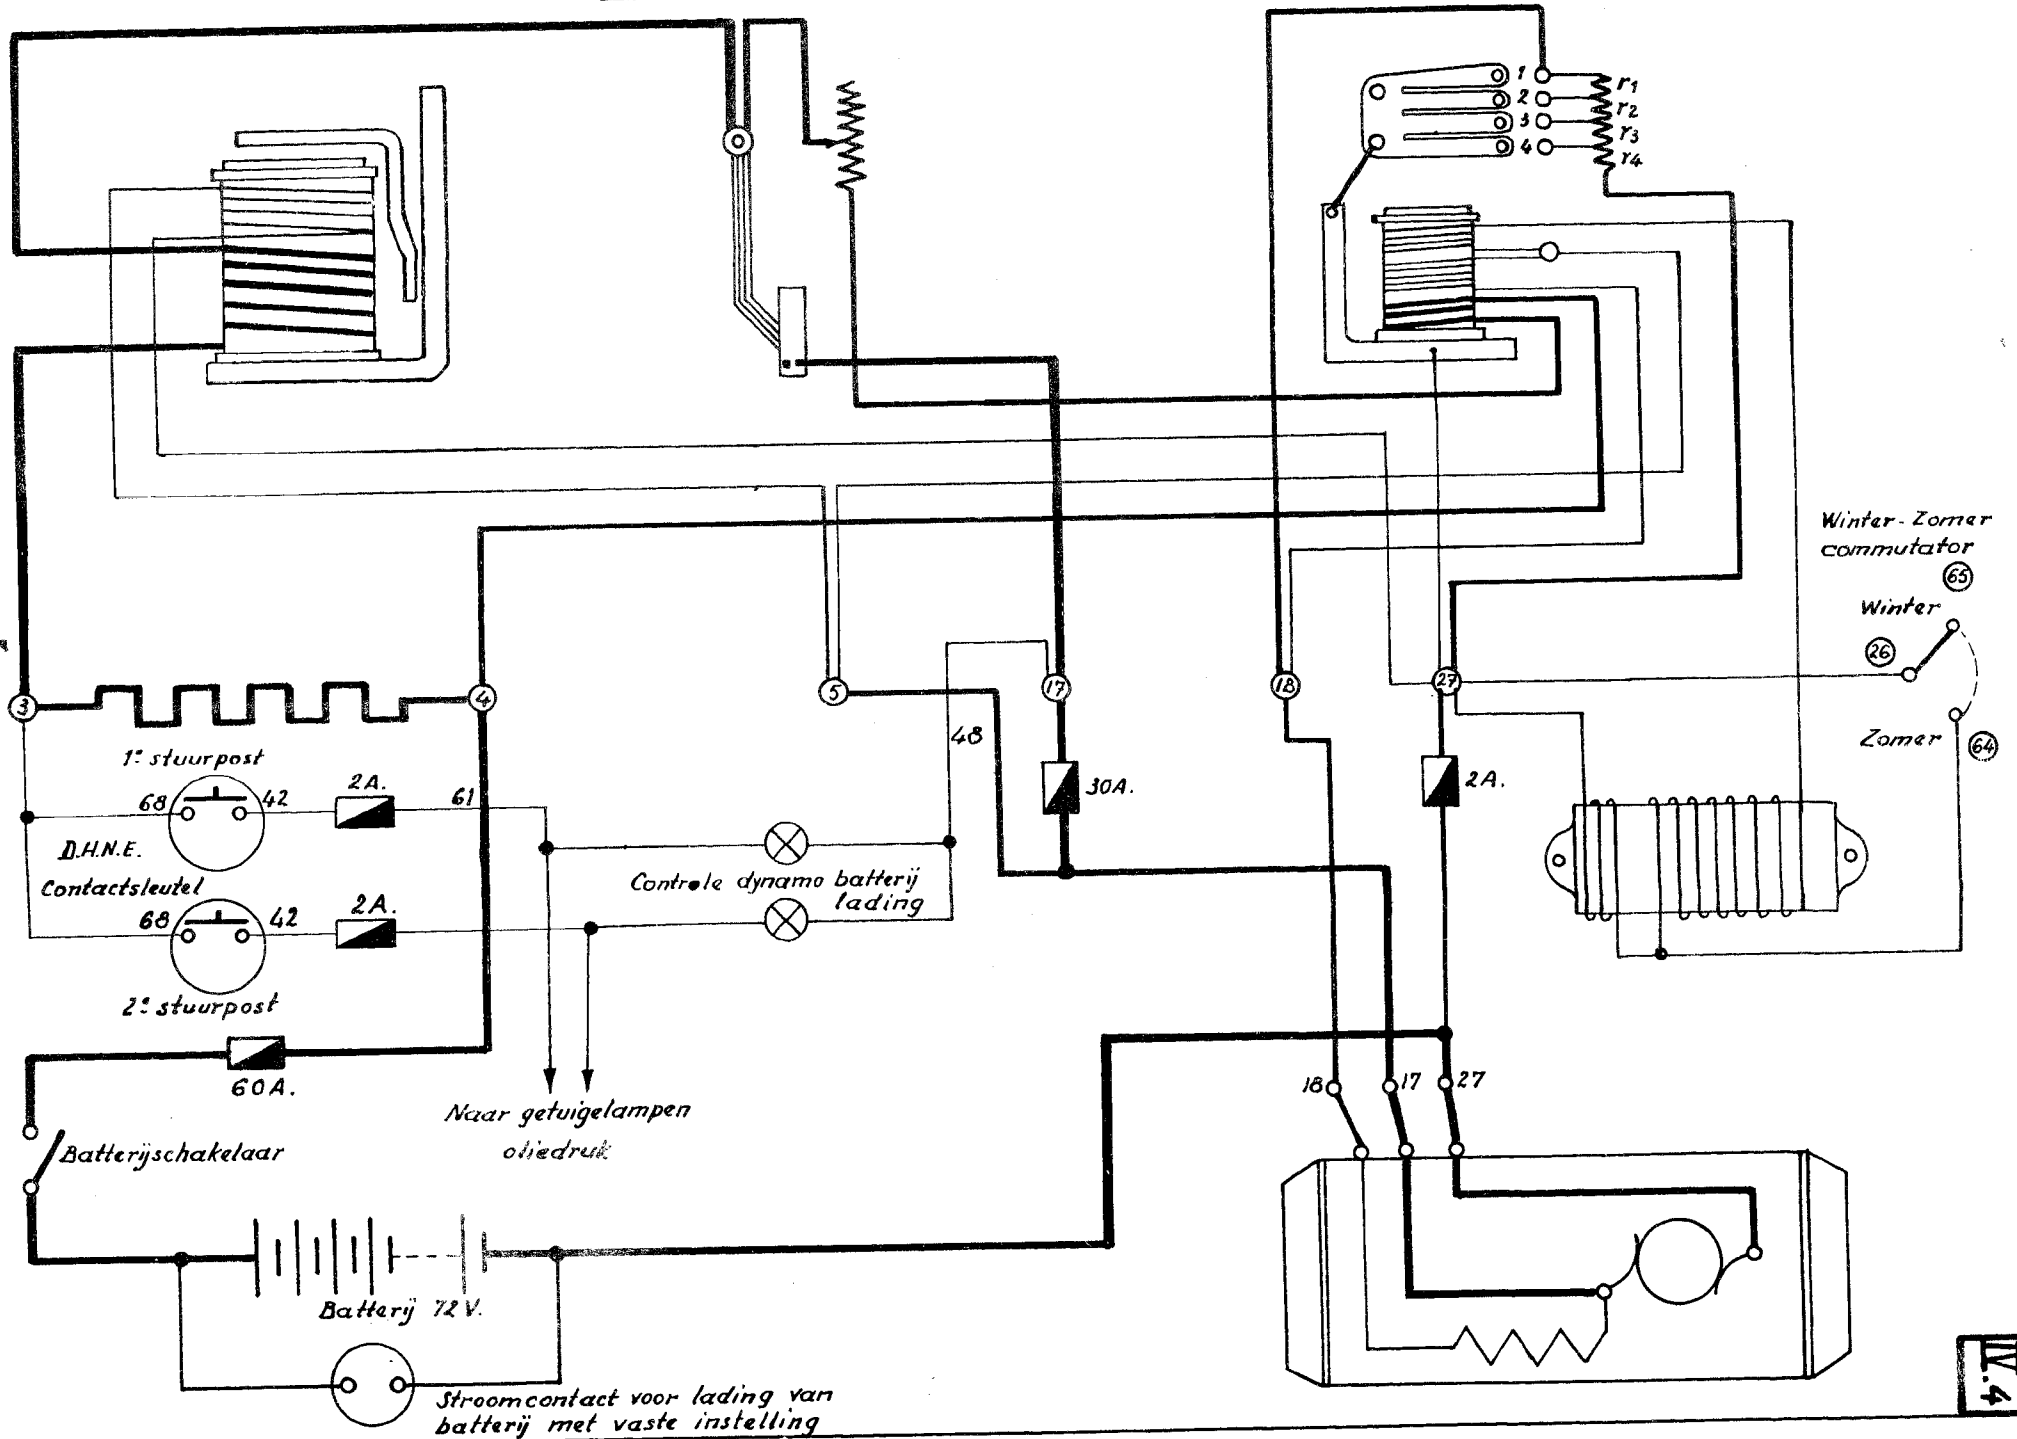 1
2
3
4
r1
r2
r3
r4
Winter-Zomer
commutator
65
Winter
26
Zomer
64
3
4
5
17
18
27
48
1e stuurpost
68
42
2A.
61
30A.
2A.
D.H.N.E.
Contactsleutel
Controle dynamo batterij
lading
68
42
2A.
2e stuurpost
60A.
Naar getuigelampen
oliedruk
18
17
27
Batterijschakelaar
Batterij 72V.
Stroomcontact voor lading van
batterij met vaste instelling
IV.4